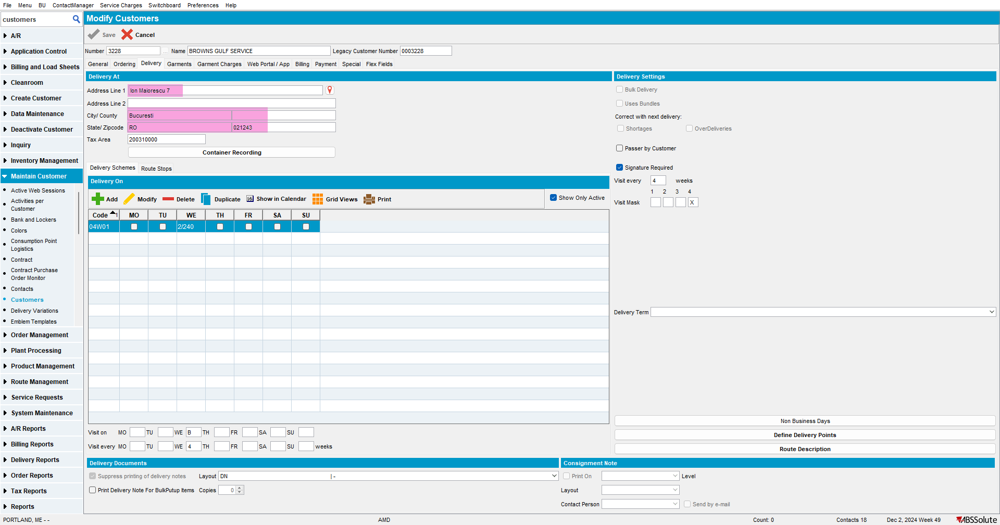 File Menu BU ContactManager Service Charges Switchboard Preferences Help
customers
Modify Customers
Save Cancel
Number 3228 ... Name BROWNS GULF SERVICE Legacy Customer Number 0003228
General Ordering Delivery Garments Garment Charges Web Portal / App Billing Payment Special Flex Fields
A/R
Application Control
Billing and Load Sheets
Cleanroom
Create Customer
Data Maintenance
Deactivate Customer
Inquiry
Inventory Management
Maintain Customer
Active Web Sessions
Activities per
Customer
Bank and Lockers
Colors
Consumption Point
Logistics
Contract
Contract Purchase
Order Monitor
Contacts
Customers
Delivery Variations
Emblem Templates
Order Management
Plant Processing
Product Management
Route Management
Service Requests
System Maintenance
A/R Reports
Billing Reports
Delivery Reports
Order Reports
Tax Reports
Reports
Delivery At
Address Line 1 Ion Maiorescu 7
Address Line 2
City/ County Bucuresti
State/ Zipcode RO 021243
Tax Area 200310000
Container Recording
Delivery Schemes Route Stops
Delivery On
Add Modify Delete Duplicate 16 Show in Calendar Grid Views Print Show Only Active
Code 1 MO TU WE TH FR SA SU
04W01 2/240
Visit on MO TU WE B TH FR SA SU
Visit every MO TU WE 4 TH FR SA SU weeks
Delivery Settings
Bulk Delivery
Uses Bundles
Correct with next delivery:
Shortages OverDeliveries
Passer by Customer
Signature Required
Visit every 4 weeks
1 2 3 4
Visit Mask X
Delivery Term
Non Business Days
Define Delivery Points
Route Description
Delivery Documents
Suppress printing of delivery notes Layout DN | -
Print Delivery Note For BulkPutup Items Copies 0
Consignment Note
Print On Level
Layout
Contact Person Send by e-mail
PORTLAND, ME - - AMD Count: 0 Contacts 18 Dec 2, 2024 Week 49 ABSSolute